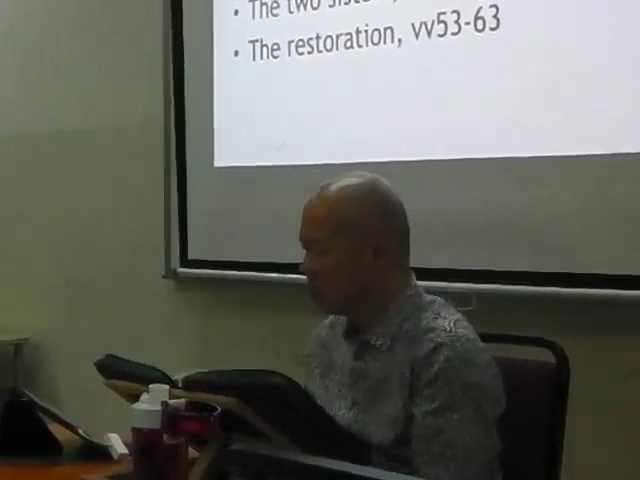 • The two sist
• The restoration, vv53-63